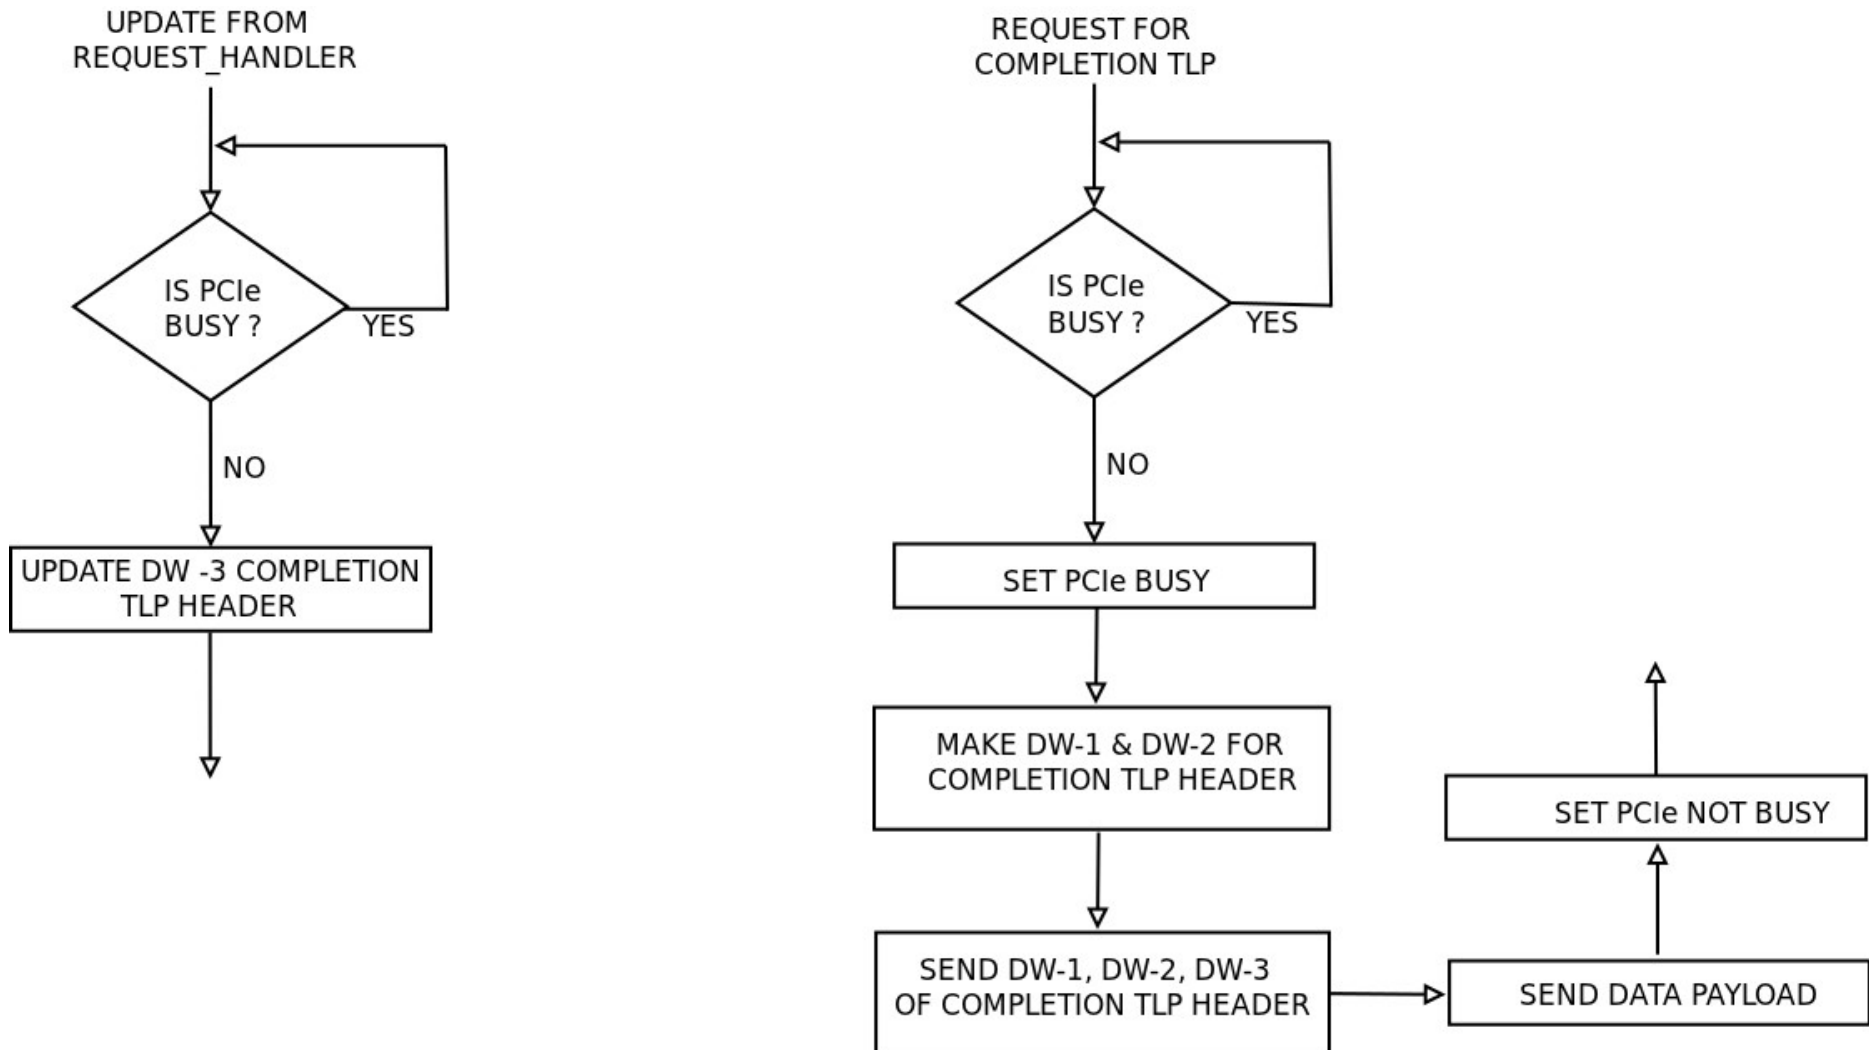 UPDATE FROM
REQUEST_HANDLER
IS PCIe
BUSY ?
YES
NO
UPDATE DW -3 COMPLETION
TLP HEADER
REQUEST FOR
COMPLETION TLP
IS PCIe
BUSY ?
YES
NO
SET PCIe BUSY
MAKE DW-1 & DW-2 FOR
COMPLETION TLP HEADER
SEND DW-1, DW-2, DW-3
OF COMPLETION TLP HEADER
SEND DATA PAYLOAD
SET PCIe NOT BUSY